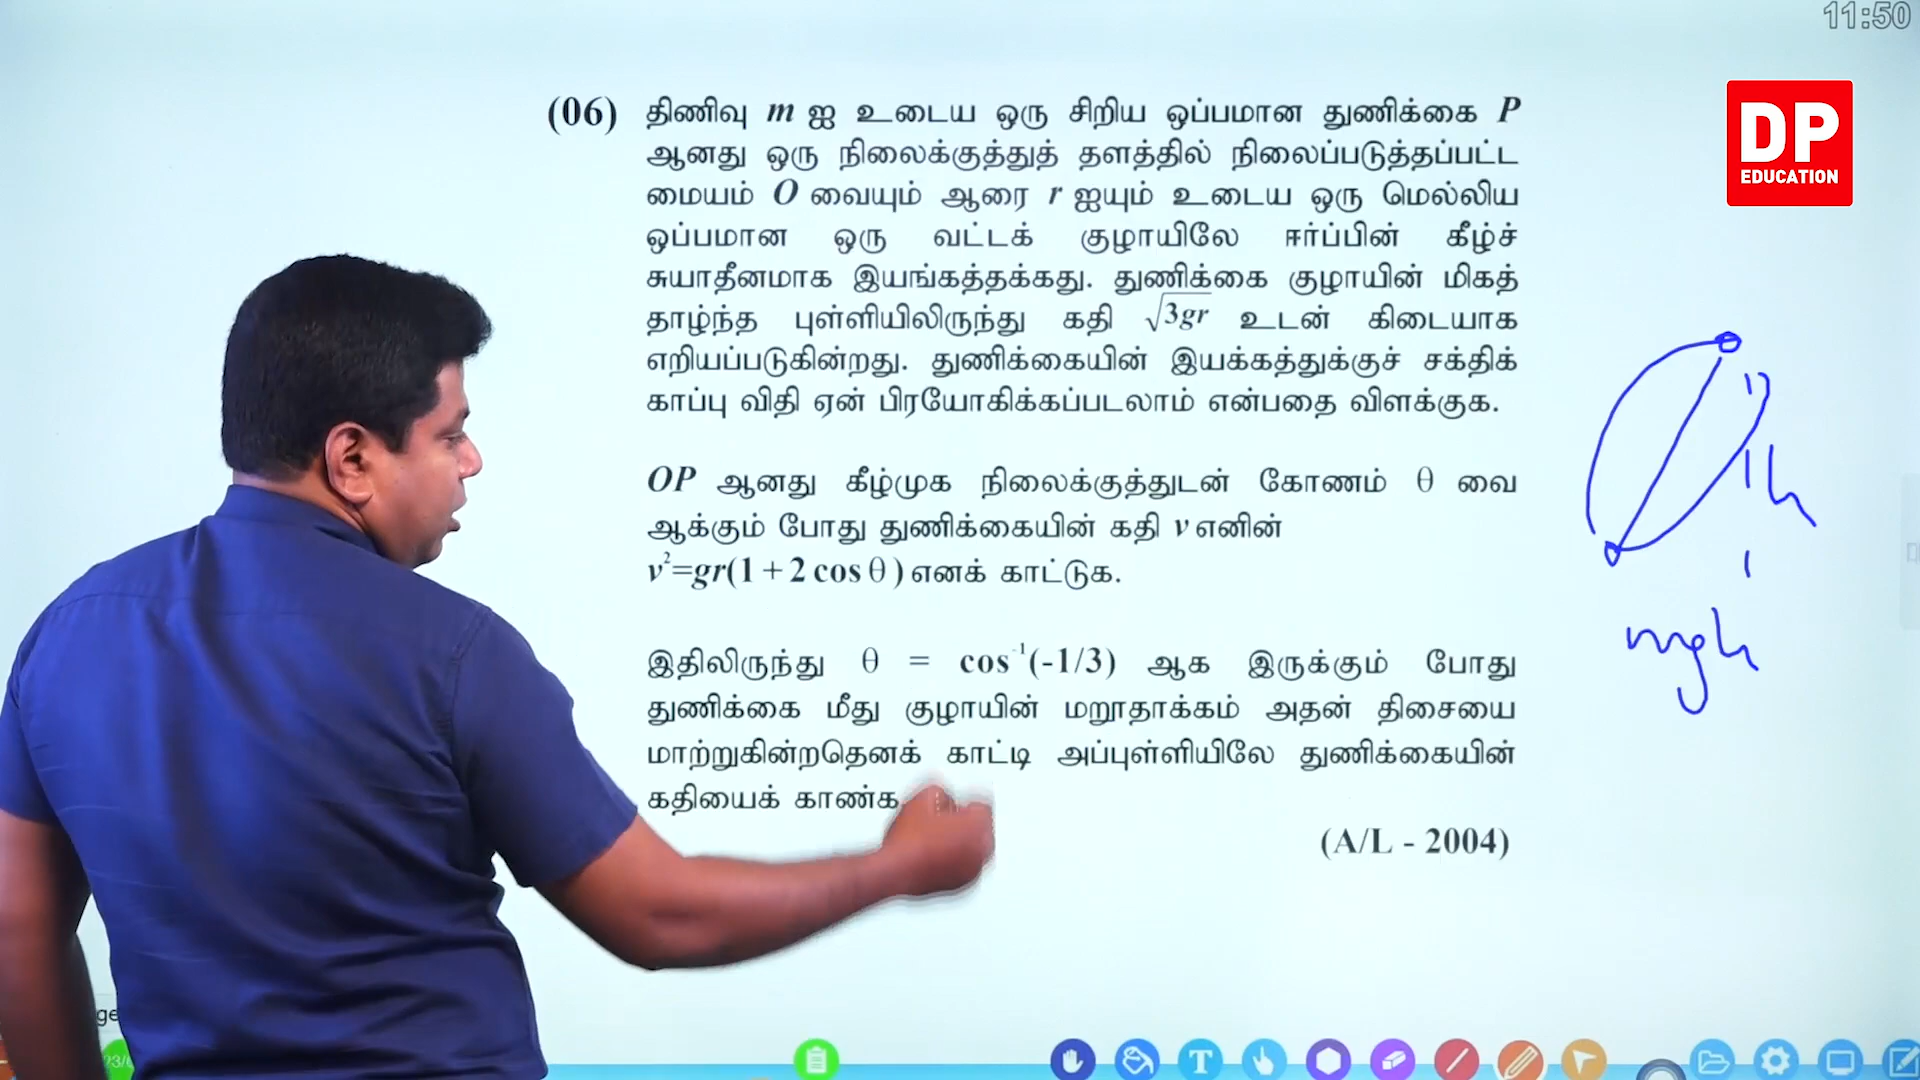 11:50
DP
EDUCATION
(06) திணிவு m ஐ உடைய ஒரு சிறிய ஒப்பமான துணிக்கை P
ஆனது ஒரு நிலைக்குத்துத் தளத்தில் நிலைப்படுத்தப்பட்ட
மையம் O வையும் ஆரை r ஐயும் உடைய ஒரு மெல்லிய
ஒப்பமான ஒரு வட்டக் குழாயிலே ஈர்ப்பின் கீழ்ச்
சுயாதீனமாக இயங்கத்தக்கது. துணிக்கை குழாயின் மிகத்
தாழ்ந்த புள்ளியிலிருந்து கதி √3gr உடன் கிடையாக
எறியப்படுகின்றது. துணிக்கையின் இயக்கத்துக்குச் சக்திக்
காப்பு விதி ஏன் பிரயோகிக்கப்படலாம் என்பதை விளக்குக.
OP ஆனது கீழ்முக நிலைக்குத்துடன் கோணம் θ வை
ஆக்கும் போது துணிக்கையின் கதி v எனின்
v²=gr(1+2cosθ) எனக் காட்டுக.
இதிலிருந்து θ = cos⁻¹(-1/3) ஆக இருக்கும் போது
துணிக்கை மீது குழாயின் மறூதாக்கம் அதன் திசையை
மாற்றுகின்றதெனக் காட்டி அப்புள்ளியிலே துணிக்கையின்
கதியைக் காண்க
(A/L - 2004)
h
mgh